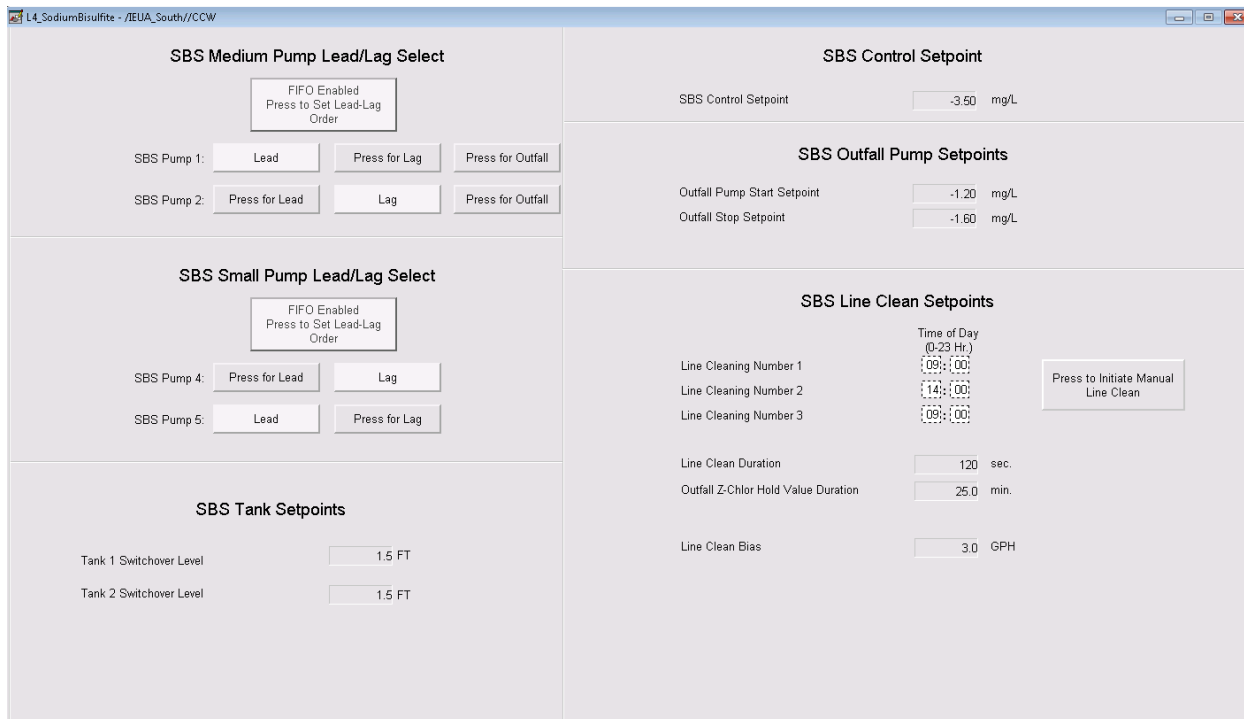 L4_SodiumBisulfite - /IEUA_South//CCW
SBS Medium Pump Lead/Lag Select
FIFO Enabled
Press to Set Lead-Lag
Order
SBS Pump 1: Lead Press for Lag Press for Outfall
SBS Pump 2: Press for Lead Lag Press for Outfall
SBS Small Pump Lead/Lag Select
FIFO Enabled
Press to Set Lead-Lag
Order
SBS Pump 4: Press for Lead Lag
SBS Pump 5: Lead Press for Lag
SBS Tank Setpoints
Tank 1 Switchover Level 1.5 FT
Tank 2 Switchover Level 1.5 FT
SBS Control Setpoint
SBS Control Setpoint -3.50 mg/L
SBS Outfall Pump Setpoints
Outfall Pump Start Setpoint -1.20 mg/L
Outfall Stop Setpoint -1.60 mg/L
SBS Line Clean Setpoints
Time of Day
(0-23 Hr.)
Line Cleaning Number 1 09 : 00
Line Cleaning Number 2 14 : 00
Line Cleaning Number 3 09 : 00
Press to Initiate Manual
Line Clean
Line Clean Duration 120 sec.
Outfall Z-Chlor Hold Value Duration 25.0 min.
Line Clean Bias 3.0 GPH